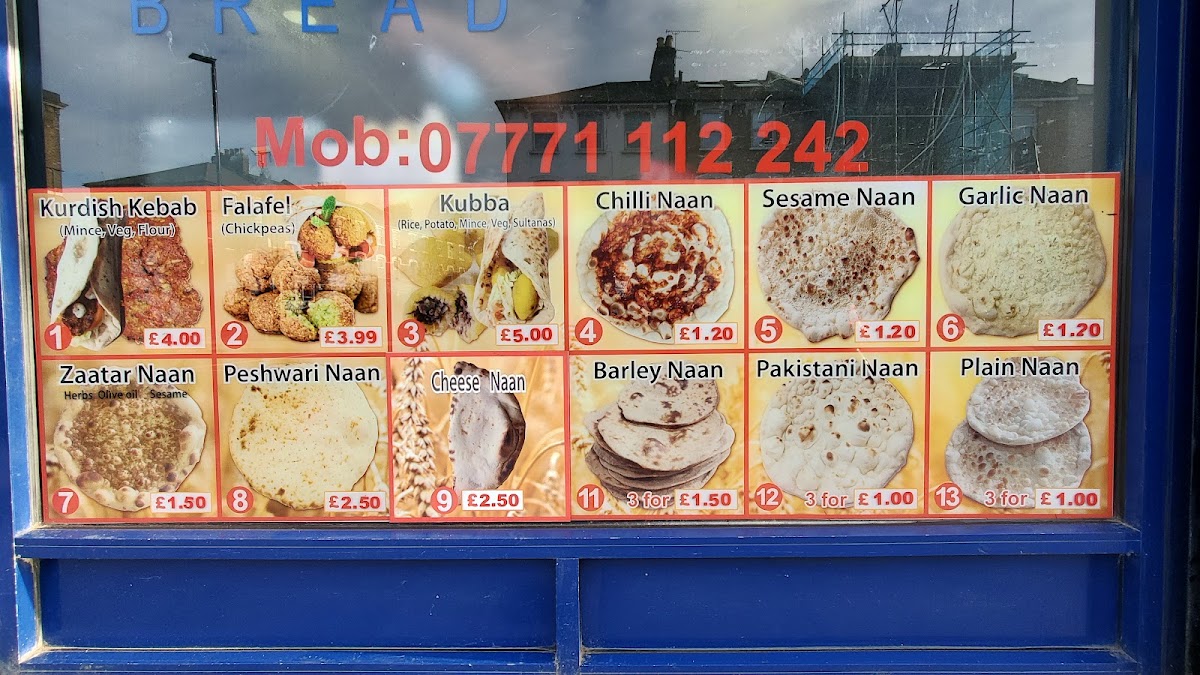 BREAD
Mob:07771 112 242
Kurdish Kebab
(Mince, Veg, Flour)
1
£4.00
Falafel
(Chickpeas)
2
£3.99
Kubba
(Rice, Potato, Mince, Veg, Sultanas)
3
£5.00
Chilli Naan
4
£1.20
Sesame Naan
5
£1.20
Garlic Naan
6
£1.20
Zaatar Naan
Herbs Olive oil Sesame
7
£1.50
Peshwari Naan
8
£2.50
Cheese Naan
9
£2.50
Barley Naan
11
3 for £1.50
Pakistani Naan
12
3 for £1.00
Plain Naan
13
3 for £1.00